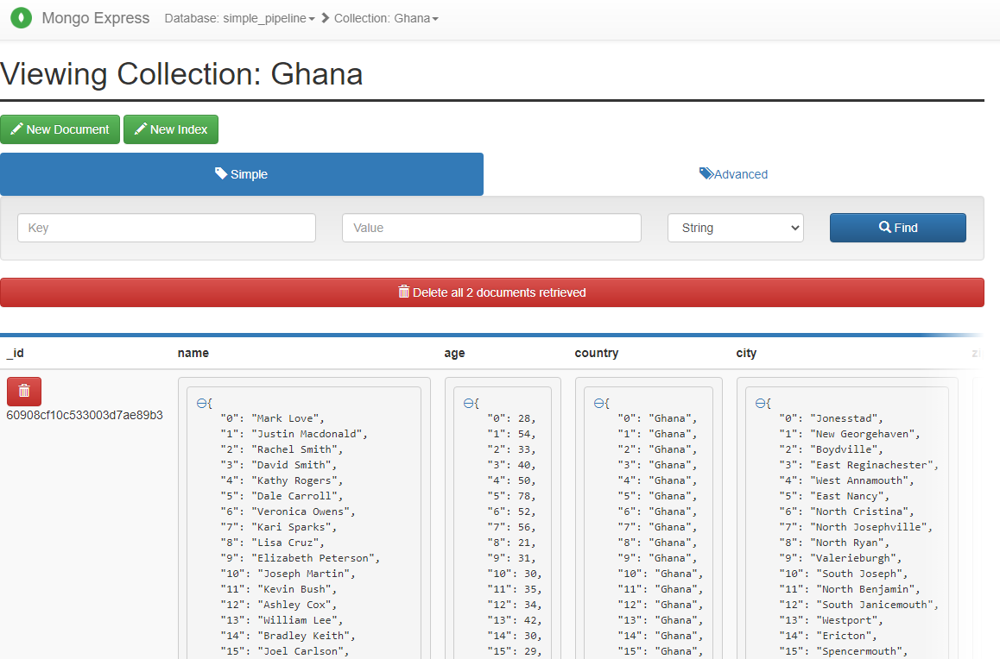 Mongo Express Database: simple_pipeline Collection: Ghana
Viewing Collection: Ghana
New Document New Index
Simple Advanced
Key Value String Find
Delete all 2 documents retrieved
_id name age country city
60908cf10c533003d7ae89b3
{ { { {
"0": "Mark Love", "0": 28, "0": "Ghana", "0": "Jonesstad",
"1": "Justin Macdonald", "1": 54, "1": "Ghana", "1": "New Georgehaven",
"2": "Rachel Smith", "2": 33, "2": "Ghana", "2": "Boydville",
"3": "David Smith", "3": 40, "3": "Ghana", "3": "East Reginachester",
"4": "Kathy Rogers", "4": 50, "4": "Ghana", "4": "West Annamouth",
"5": "Dale Carroll", "5": 78, "5": "Ghana", "5": "East Nancy",
"6": "Veronica Owens", "6": 52, "6": "Ghana", "6": "North Cristina",
"7": "Kari Sparks", "7": 56, "7": "Ghana", "7": "North Josephville",
"8": "Lisa Cruz", "8": 21, "8": "Ghana", "8": "North Ryan",
"9": "Elizabeth Peterson", "9": 31, "9": "Ghana", "9": "Valerieburgh",
"10": "Joseph Martin", "10": 30, "10": "Ghana", "10": "South Joseph",
"11": "Kevin Bush", "11": 35, "11": "Ghana", "11": "North Benjamin",
"12": "Ashley Cox", "12": 34, "12": "Ghana", "12": "South Janicemouth",
"13": "William Lee", "13": 42, "13": "Ghana", "13": "Westport",
"14": "Bradley Keith", "14": 30, "14": "Ghana", "14": "Ericton",
"15": "Joel Carlson", "15": 29, "15": "Ghana", "15": "Spencermouth",